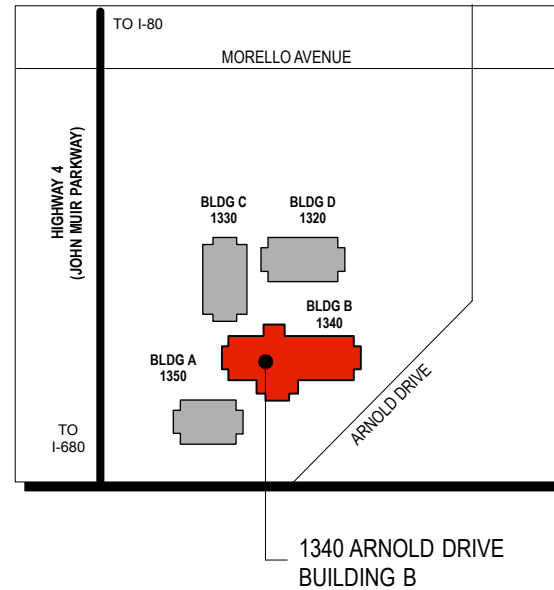 TO I-80
MORELLO AVENUE
HIGHWAY 4
(JOHN MUIR PARKWAY)
BLDG C
1330
BLDG D
1320
BLDG B
1340
BLDG A
1350
ARNOLD DRIVE
TO
I-680
1340 ARNOLD DRIVE
BUILDING B